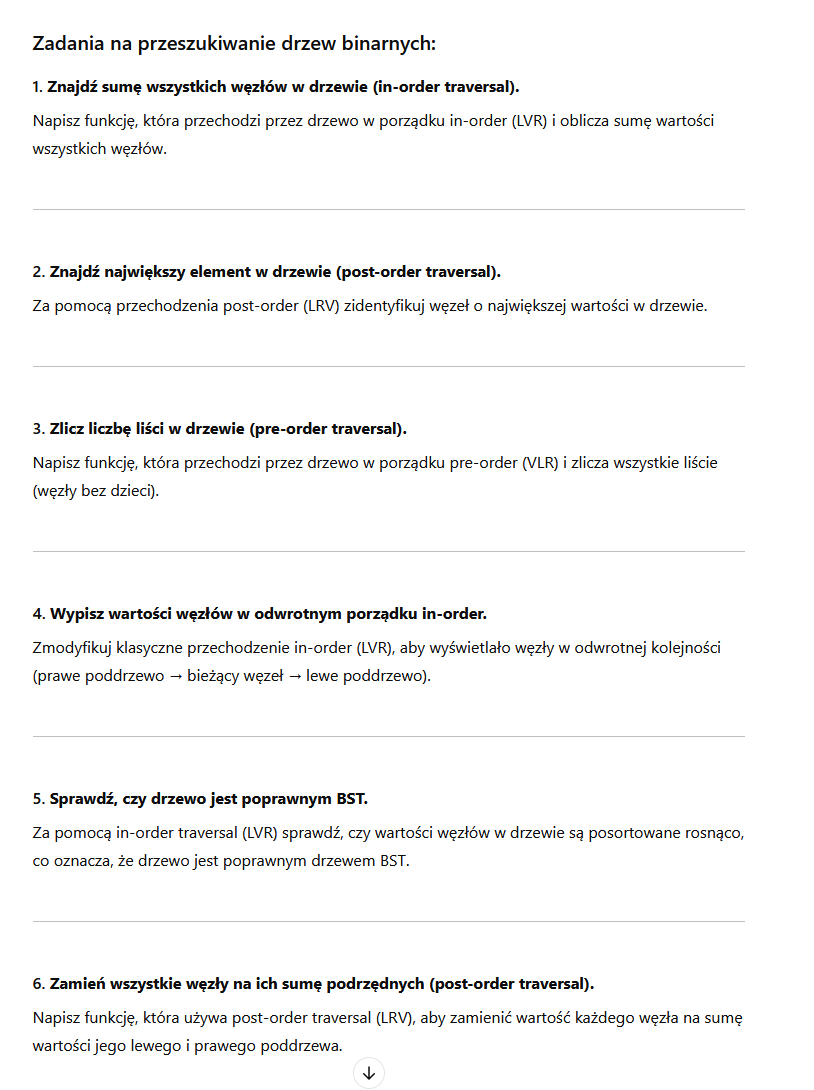 Zadania na przeszukiwanie drzew binarnych:
1. Znajdź sumę wszystkich węzłów w drzewie (in-order traversal).
Napisz funkcję, która przechodzi przez drzewo w porządku in-order (LVR) i oblicza sumę wartości
wszystkich węzłów.
2. Znajdź największy element w drzewie (post-order traversal).
Za pomocą przechodzenia post-order (LRV) zidentyfikuj węzeł o największej wartości w drzewie.
3. Zlicz liczbę liści w drzewie (pre-order traversal).
Napisz funkcję, która przechodzi przez drzewo w porządku pre-order (VLR) i zlicza wszystkie liście
(węzły bez dzieci).
4. Wypisz wartości węzłów w odwrotnym porządku in-order.
Zmodyfikuj klasyczne przechodzenie in-order (LVR), aby wyświetlało węzły w odwrotnej kolejności
(prawe poddrzewo → bieżący węzeł → lewe poddrzewo).
5. Sprawdź, czy drzewo jest poprawnym BST.
Za pomocą in-order traversal (LVR) sprawdź, czy wartości węzłów w drzewie są posortowane rosnąco,
co oznacza, że drzewo jest poprawnym drzewem BST.
6. Zamień wszystkie węzły na ich sumę podrzędnych (post-order traversal).
Napisz funkcję, która używa post-order traversal (LRV), aby zamienić wartość każdego węzła na sumę
wartości jego lewego i prawego poddrzewa.